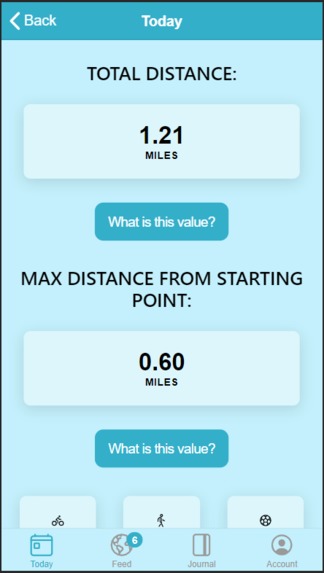 Back
Today
TOTAL DISTANCE:
1.21
MILES
What is this value?
MAX DISTANCE FROM STARTING
POINT:
0.60
MILES
What is this value?
6
Today
Feed
Journal
Account